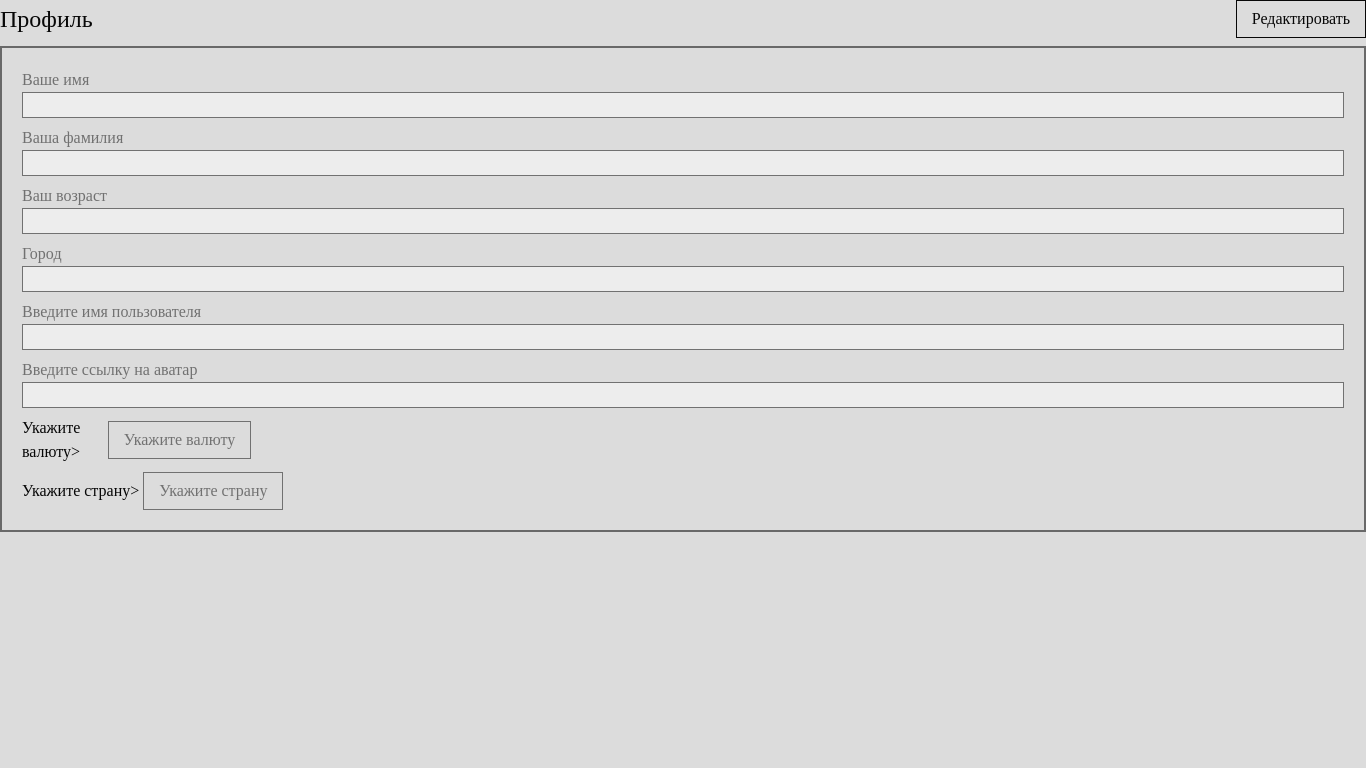 Профиль
Редактировать
Ваше имя
Ваша фамилия
Ваш возраст
Город
Введите имя пользователя
Введите ссылку на аватар
Укажите
валюту>
Укажите валюту
Укажите страну>
Укажите страну